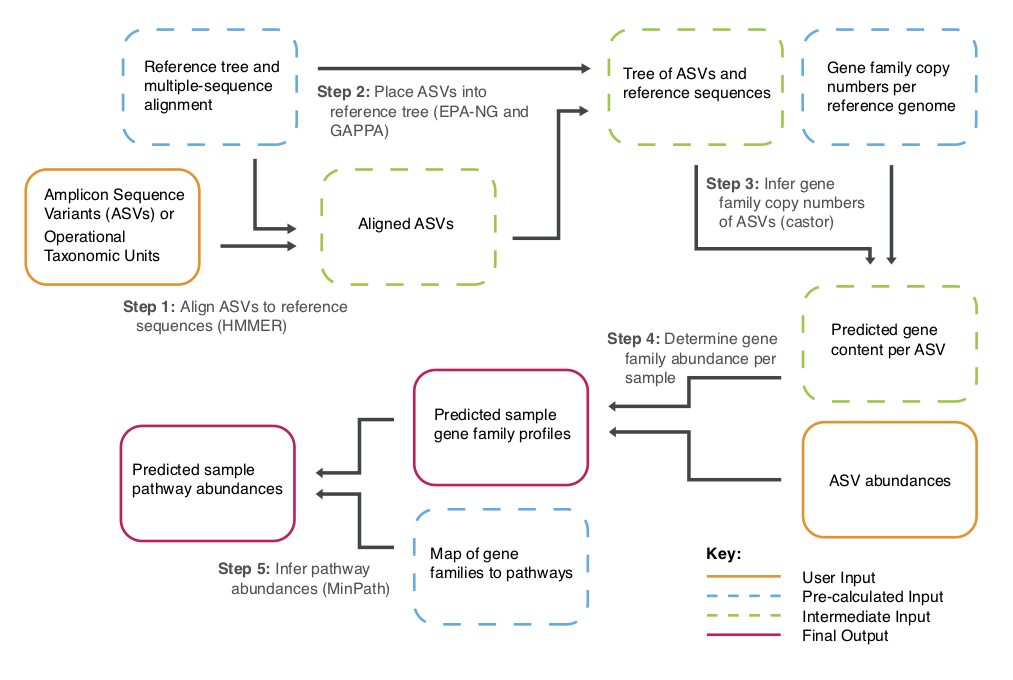 Reference tree and
multiple-sequence
alignment
Step 2: Place ASVs into
reference tree (EPA-NG and
GAPPA)
Tree of ASVs and
reference sequences
Gene family copy
numbers per
reference genome
Amplicon Sequence
Variants (ASVs) or
Operational
Taxonomic Units
Aligned ASVs
Step 3: Infer gene
family copy numbers
of ASVs (castor)
Step 1: Align ASVs to reference
sequences (HMMER)
Step 4: Determine gene
family abundance per
sample
Predicted gene
content per ASV
Predicted sample
gene family profiles
Predicted sample
pathway abundances
ASV abundances
Map of gene
families to pathways
Step 5: Infer pathway
abundances (MinPath)
Key:
User Input
Pre-calculated Input
Intermediate Input
Final Output